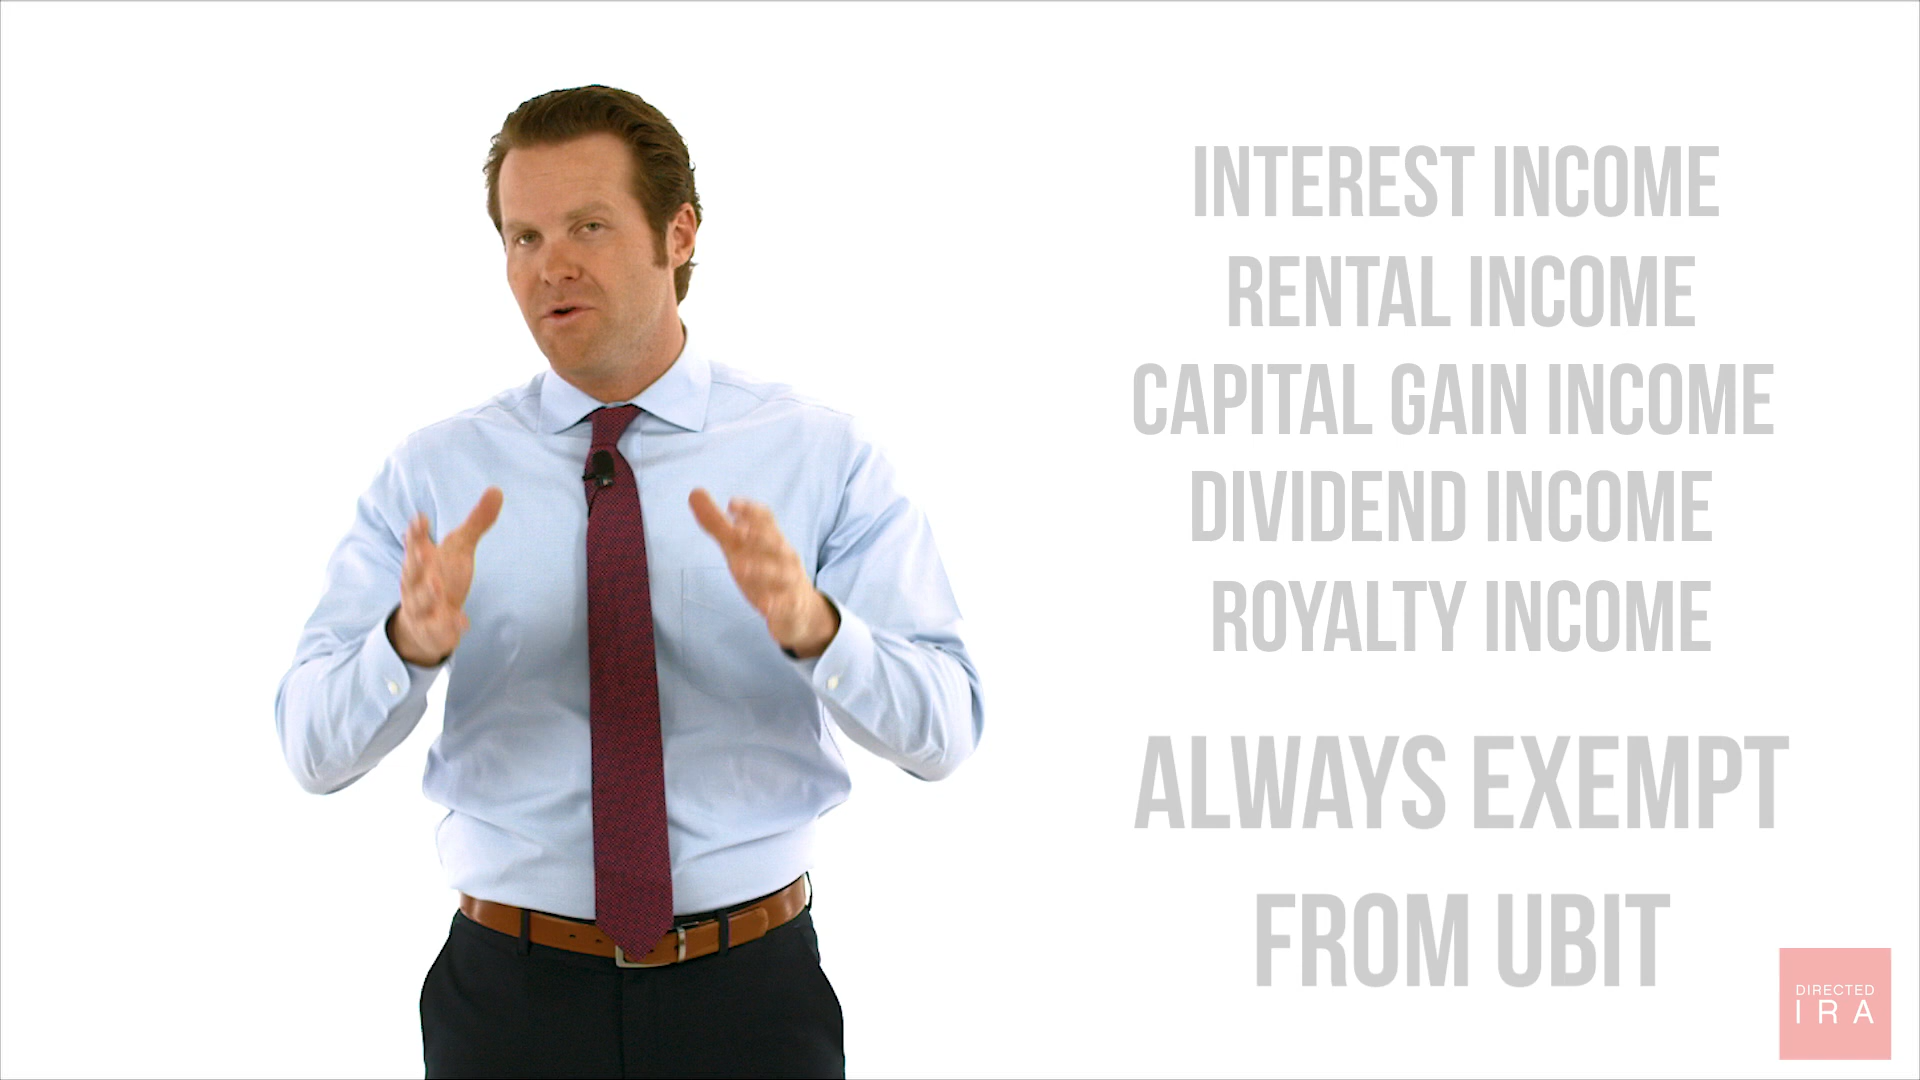 INTEREST INCOME
RENTAL INCOME
CAPITAL GAIN INCOME
DIVIDEND INCOME
ROYALTY INCOME
ALWAYS EXEMPT
FROM UBIT
DIRECTED
IRA